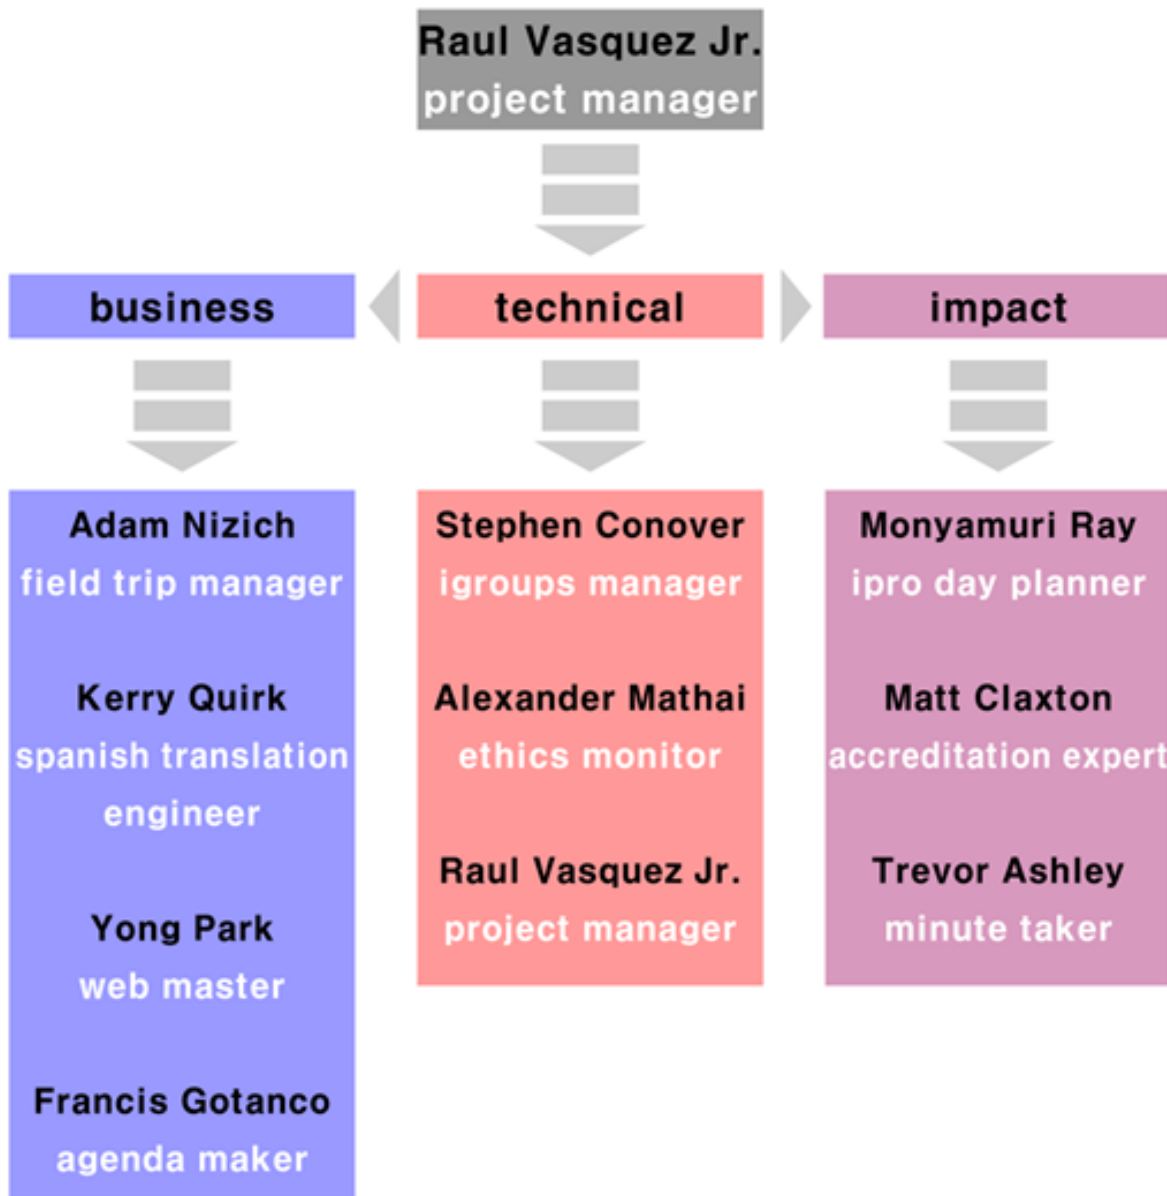 Raul Vasquez Jr.
project manager
business
technical
impact
Adam Nizich
field trip manager
Kerry Quirk
spanish translation
engineer
Yong Park
web master
Francis Gotanco
agenda maker
Stephen Conover
igroups manager
Alexander Mathai
ethics monitor
Raul Vasquez Jr.
project manager
Monyamuri Ray
ipro day planner
Matt Claxton
accreditation expert
Trevor Ashley
minute taker